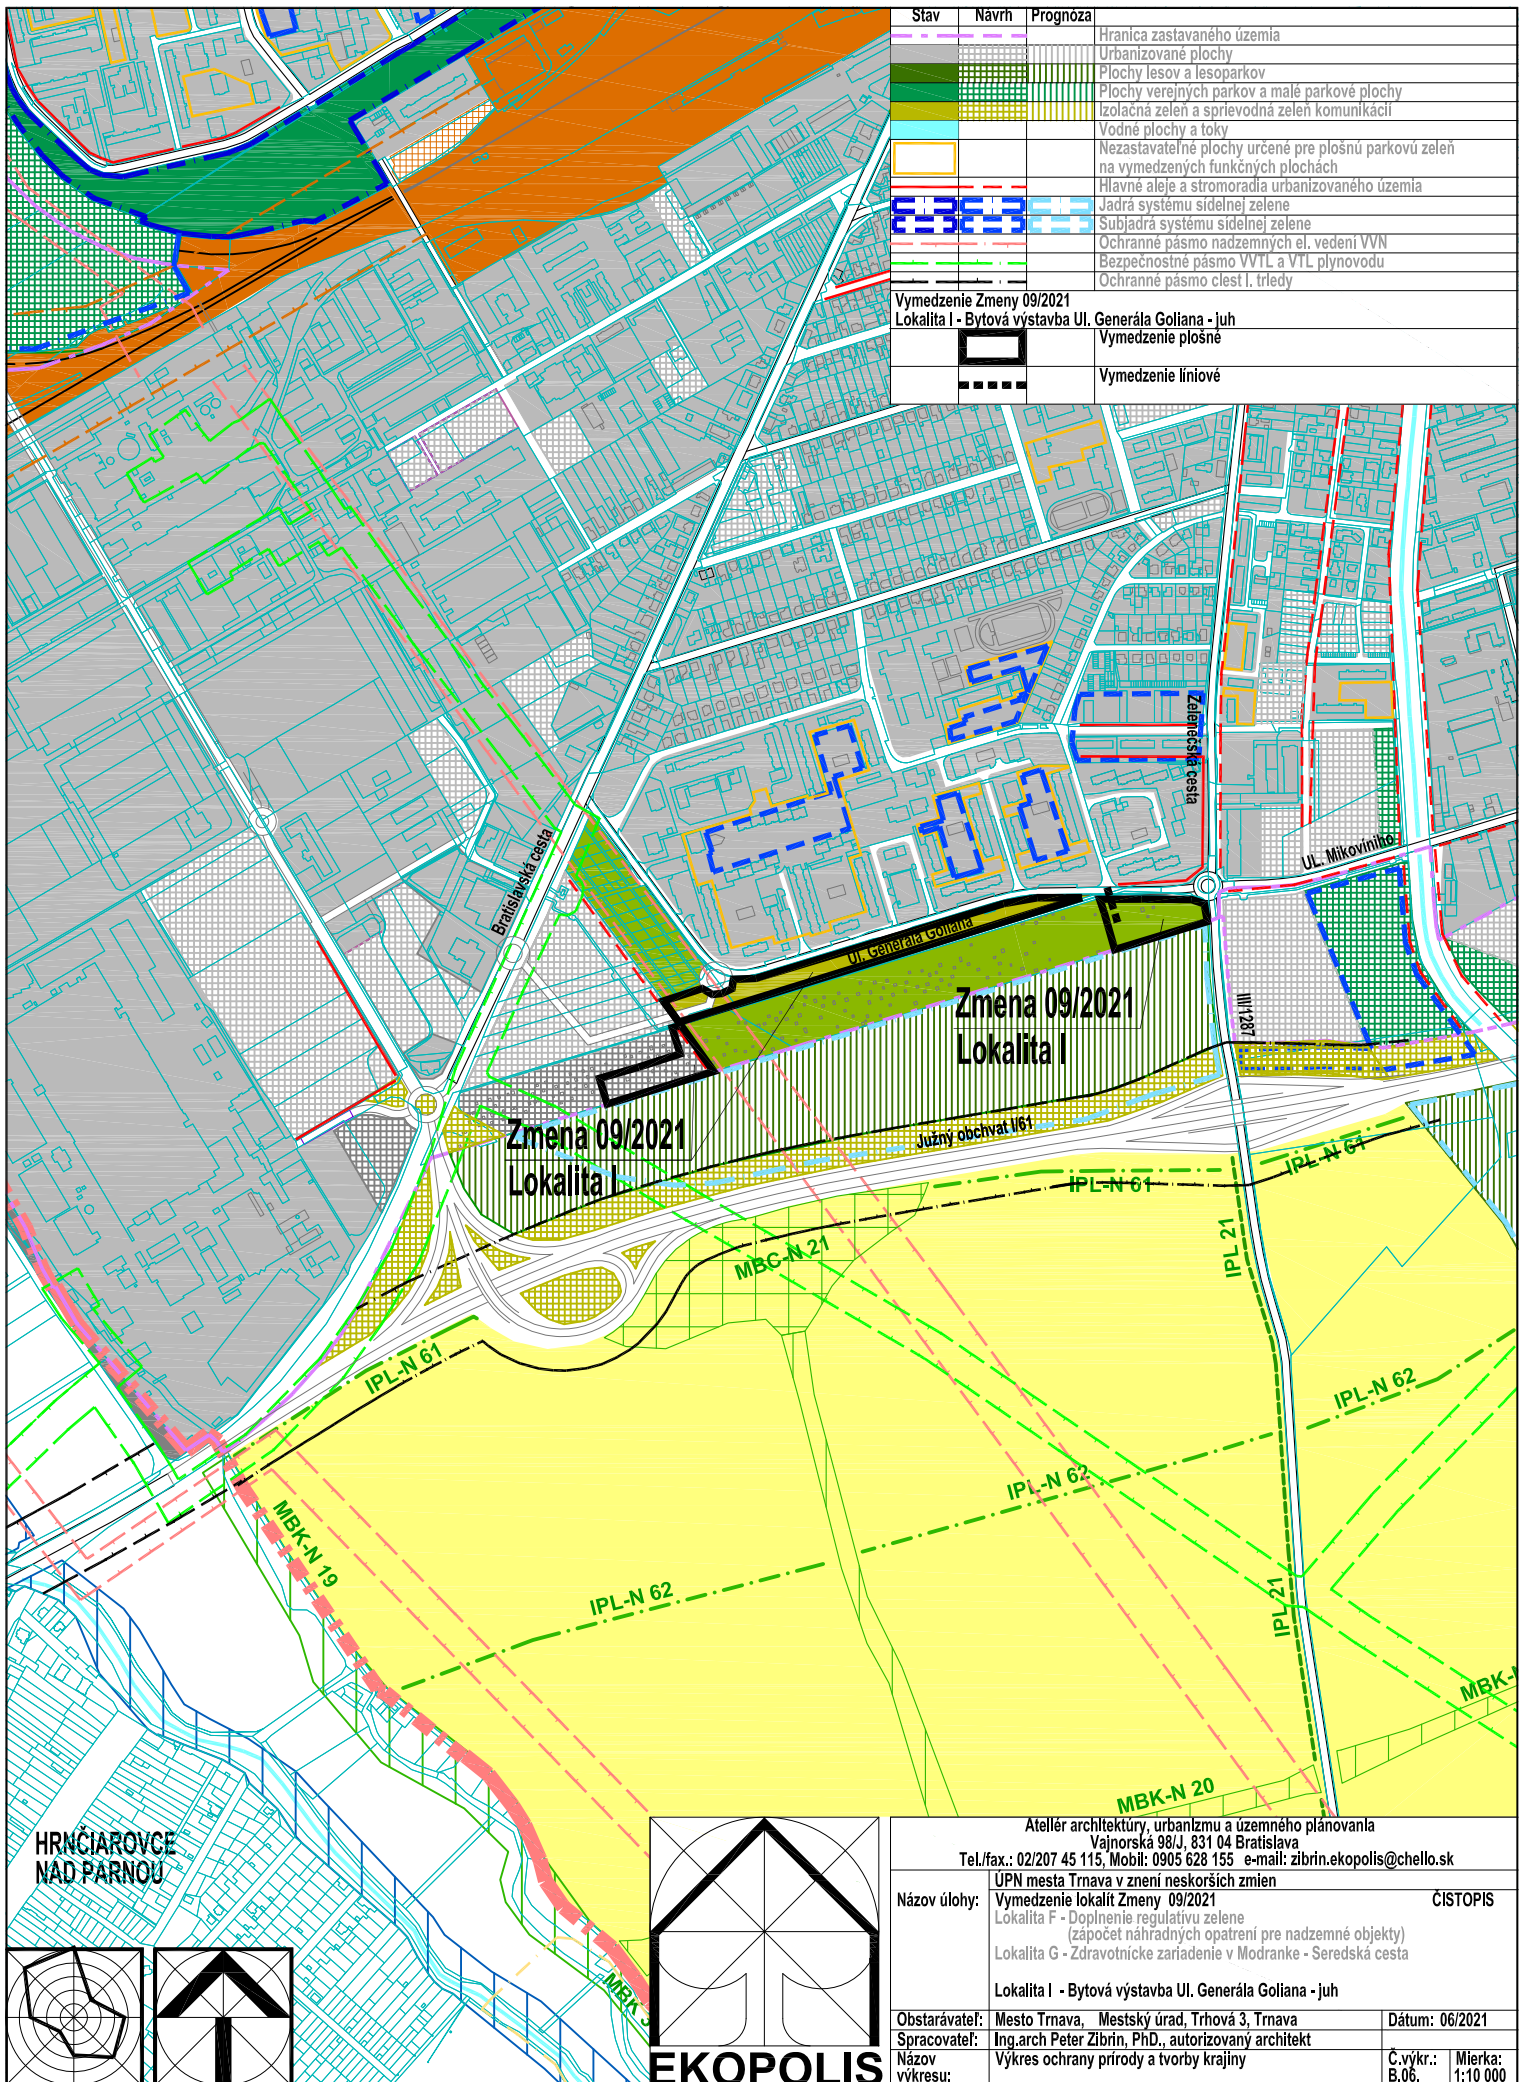 Stav Návrh Prognóza
Hranica zastavaného územia
Urbanizované plochy
Plochy lesov a lesoparkov
Plochy verejných parkov a malé parkové plochy
Izolačná zeleň a sprievodná zeleň komunikácií
Vodné plochy a toky
Nezastavateľné plochy určené pre plošnú parkovú zeleň
na vymedzených funkčných plochách
Hlavné aleje a stromoradia urbanizovaného územia
Jadrá systému sídelnej zelene
Subjadrá systému sídelnej zelene
Ochranné pásmo nadzemných el. vedení VVN
Bezpečnostné pásmo VVTL a VTL plynovodu
Ochranné pásmo ciest I. triedy
Vymedzenie Zmeny 09/2021
Lokalita I - Bytová výstavba Ul. Generála Goliana - juh
Vymedzenie plošné
Vymedzenie líniové
Zelenečská cesta
Bratislavská cesta
UL. Mikovíniho
Ul. Generála Goliana
Zmena 09/2021
Lokalita I
III/1287
Zmena 09/2021
Lokalita I
Južný obchvat I/61
IPL-N 61
IPL-N 61
IPL 21
MBC-N 21
IPL-N 61
IPL-N 62
IPL-N 62
MBK-N 19
IPL-N 62
IPL 21
MBK-N
MBK-N 20
HRNČIAROVCE
NAD PARNOU
MBK 3
EKOPOLIS
Ateliér architektúry, urbanizmu a územného plánovania
Vajnorská 98/J, 831 04 Bratislava
Tel./fax.: 02/207 45 115, Mobil: 0905 628 155 e-mail: zibrin.ekopolis@chello.sk
ÚPN mesta Trnava v znení neskorších zmien
Názov úlohy: Vymedzenie lokalít Zmeny 09/2021 ČISTOPIS
Lokalita F - Doplnenie regulatívu zelene
(zápočet náhradných opatrení pre nadzemné objekty)
Lokalita G - Zdravotnícke zariadenie v Modranke - Seredská cesta
Lokalita I - Bytová výstavba Ul. Generála Goliana - juh
Obstarávateľ: Mesto Trnava, Mestský úrad, Trhová 3, Trnava Dátum: 06/2021
Spracovateľ: Ing.arch Peter Zibrin, PhD., autorizovaný architekt
Názov výkresu: Výkres ochrany prírody a tvorby krajiny Č.výkr.: B.06. Mierka: 1:10 000